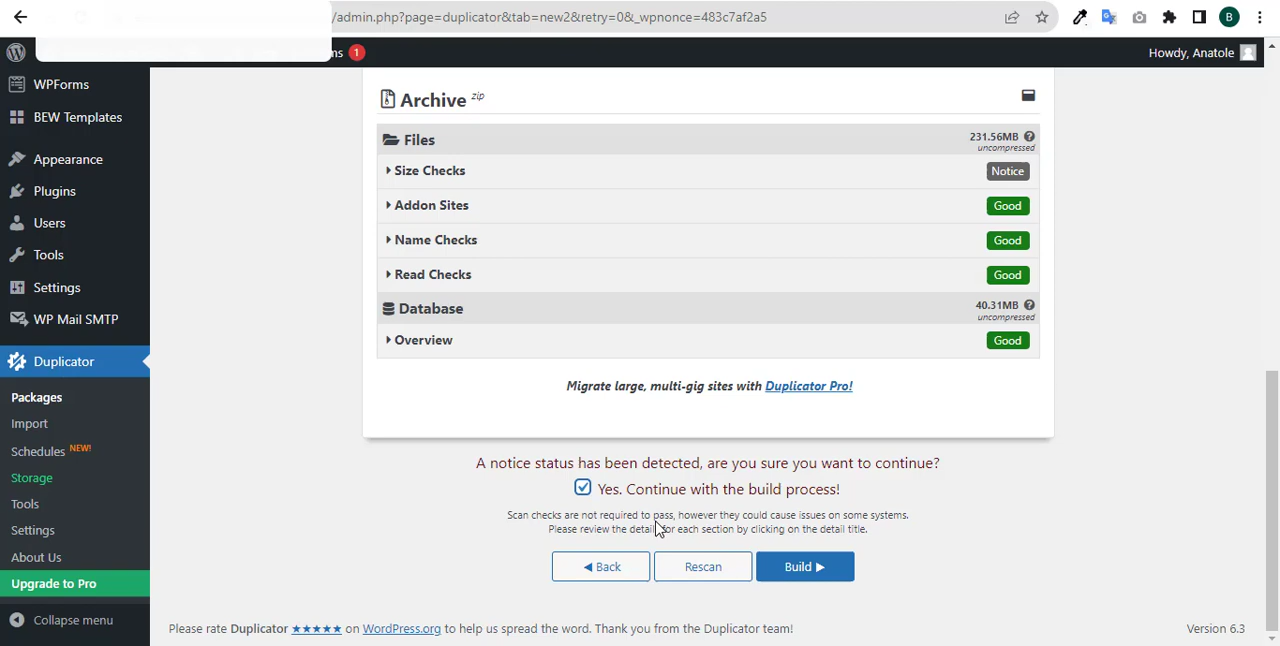 /admin.php?page=duplicator&tab=new2&retry=0&_wpnonce=483c7af2a5
B
1
Howdy, Anatole
WPForms
BEW Templates
Appearance
Plugins
Users
Tools
Settings
WP Mail SMTP
Duplicator
Packages
Import
Schedules NEW!
Storage
Tools
Settings
About Us
Upgrade to Pro
Collapse menu
Archive zip
Files 231.56MB
uncompressed
Size Checks Notice
Addon Sites Good
Name Checks Good
Read Checks Good
Database 40.31MB
uncompressed
Overview Good
Migrate large, multi-gig sites with Duplicator Pro!
A notice status has been detected, are you sure you want to continue?
Yes. Continue with the build process!
Scan checks are not required to pass, however they could cause issues on some systems.
Please review the details for each section by clicking on the detail title.
◀ Back Rescan Build ▶
Please rate Duplicator ★★★★★ on WordPress.org to help us spread the word. Thank you from the Duplicator team! Version 6.3